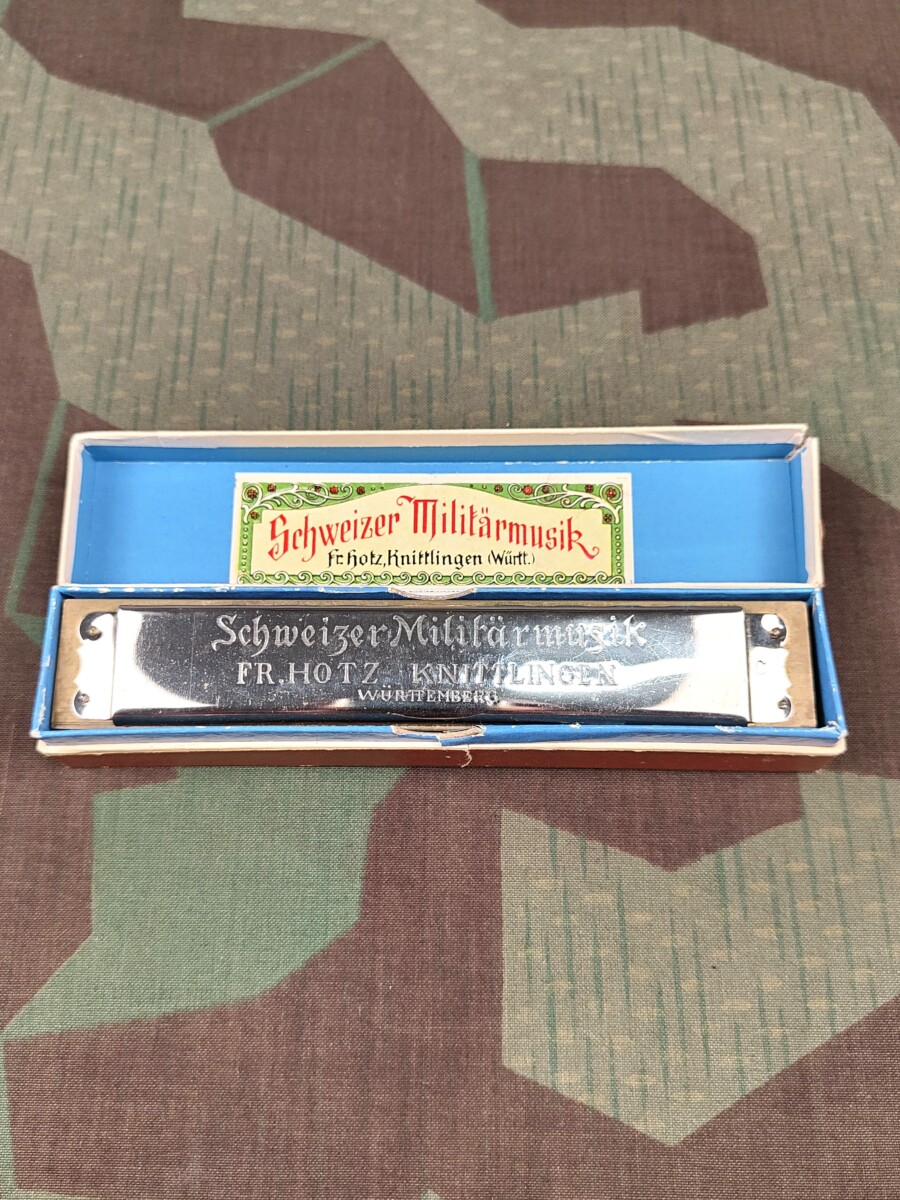 Schweizer Militärmusik
Fr. Hotz, Knittlingen (Württ.)
Schweizer Militärmusik
FR. HOTZ KNITTLINGEN
WÜRTTEMBERG